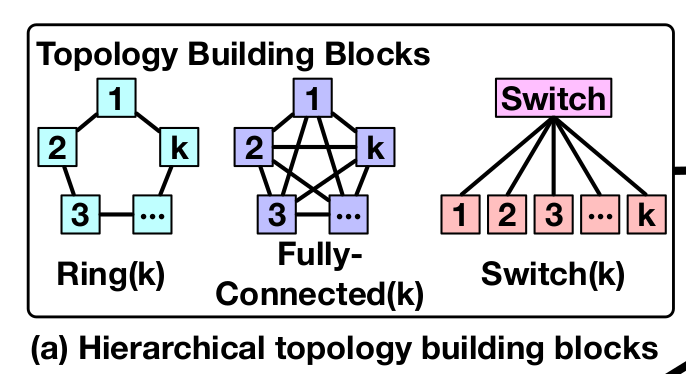 Topology Building Blocks
1
2
k
3
...
Ring(k)
1
2
k
3
...
Fully-
Connected(k)
Switch
1
2
3
...
k
Switch(k)
(a) Hierarchical topology building blocks